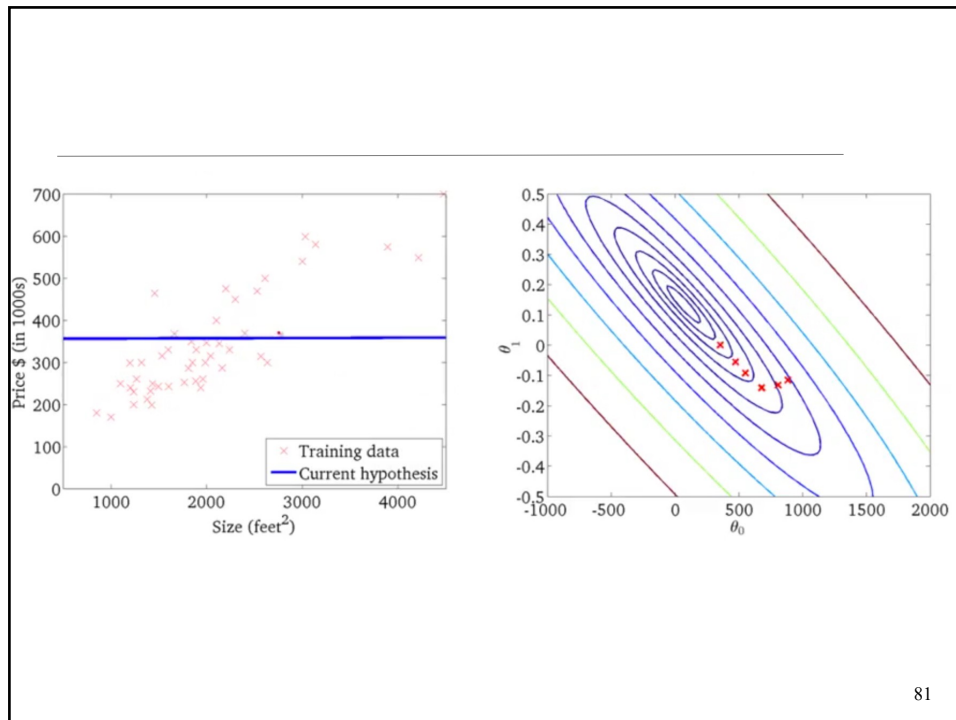 700
600
500
400
300
200
100
0
Price $ (in 1000s)
1000 2000 3000 4000
Size (feet²)
Training data
Current hypothesis
0.5
0.4
0.3
0.2
0.1
0
-0.1
-0.2
-0.3
-0.4
-0.5
θ₁
-1000 -500 0 500 1000 1500 2000
θ₀
81